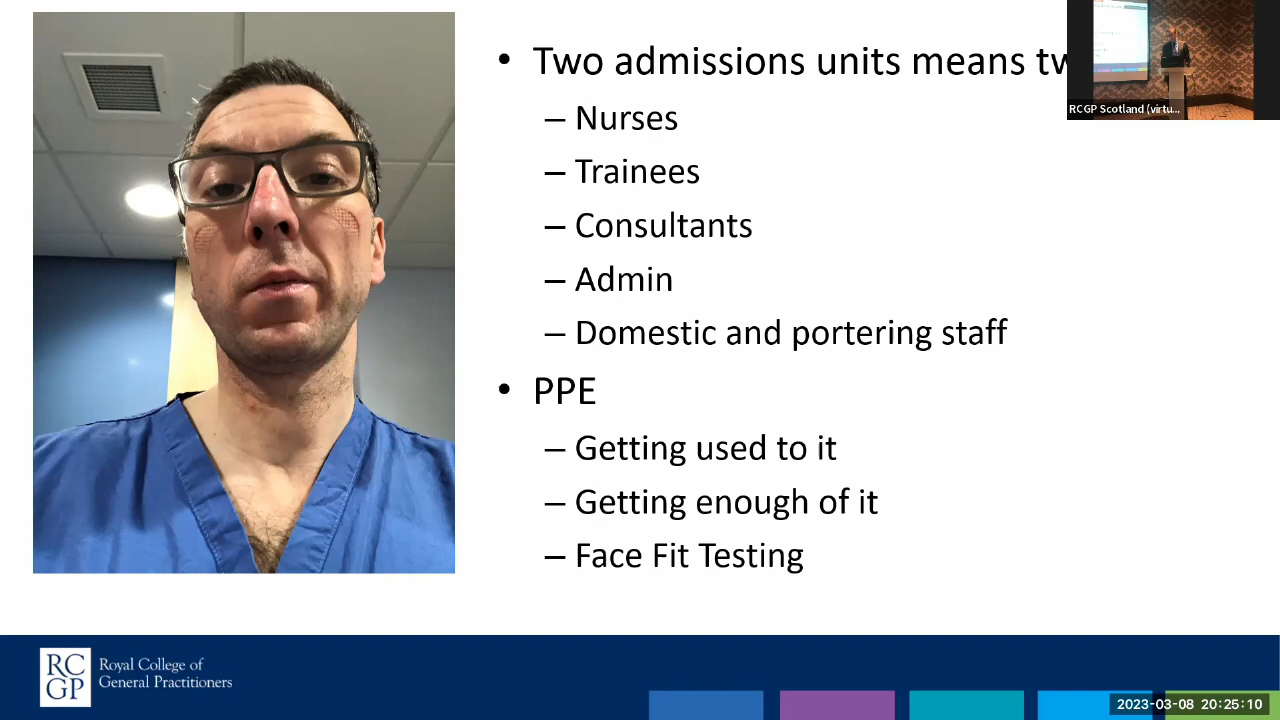 • Two admissions units means tw
– Nurses
– Trainees
– Consultants
– Admin
– Domestic and portering staff
• PPE
– Getting used to it
– Getting enough of it
– Face Fit Testing
RCGP Scotland (virtu...
RC
GP
Royal College of
General Practitioners
2023-03-08 20:25:10